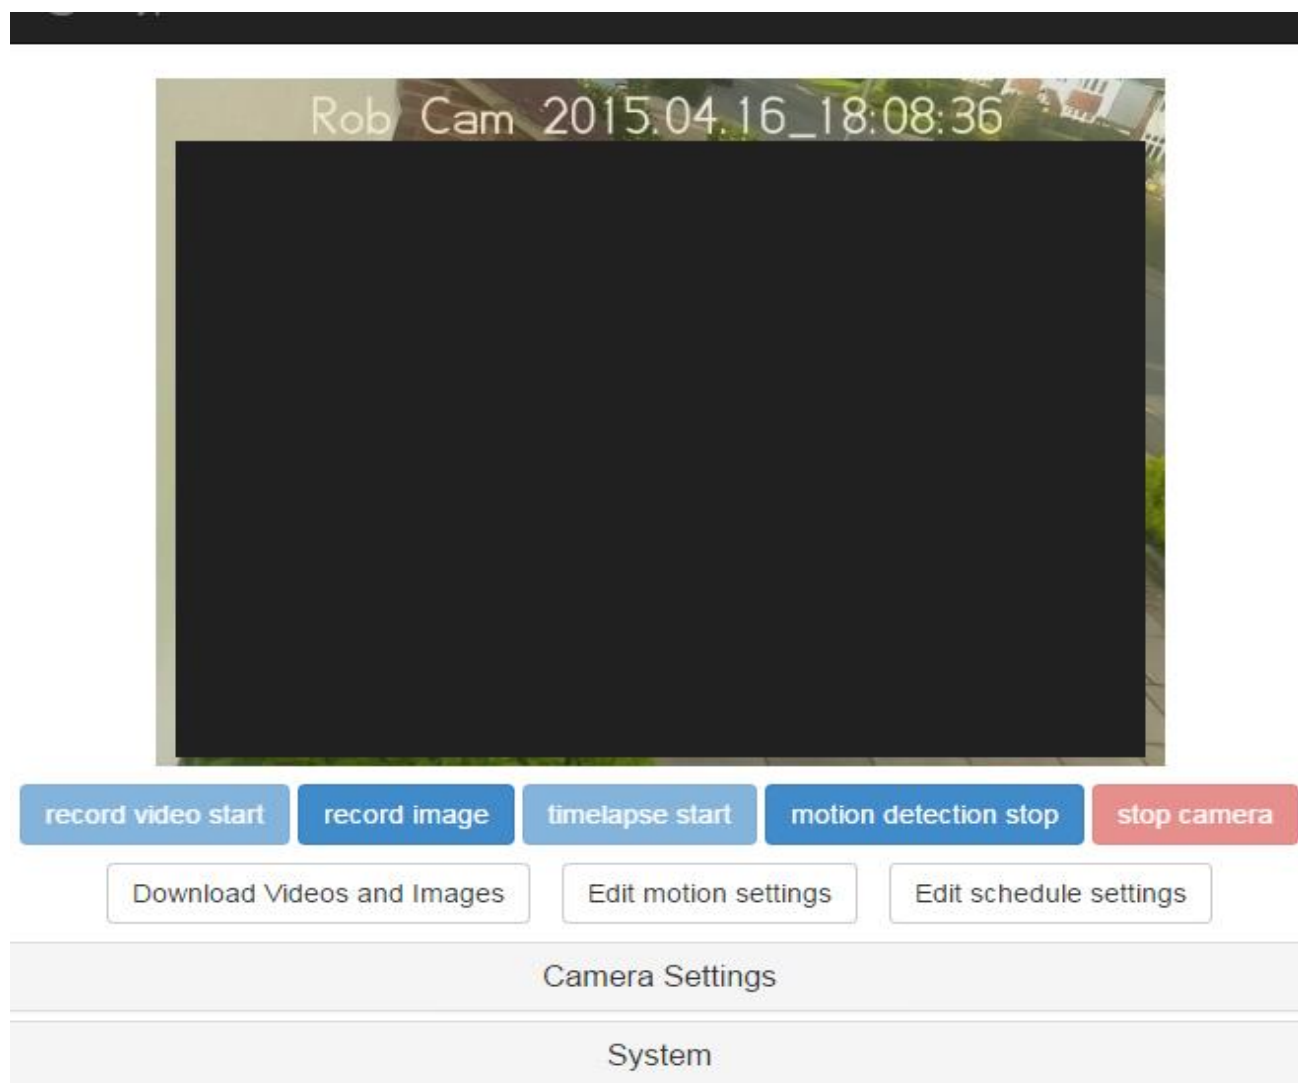 Rob Cam 2015.04.16_18:08:36
record video start record image timelapse start motion detection stop stop camera
Download Videos and Images Edit motion settings Edit schedule settings
Camera Settings
System